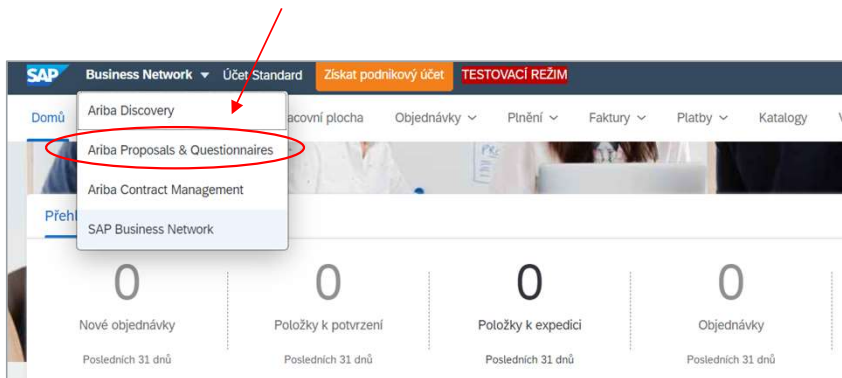 SAP Business Network Účet Standard Získat podnikový účet TESTOVACÍ REŽIM
Domů acovní plocha Objednávky Plnění Faktury Platby Katalogy
Ariba Discovery
Ariba Proposals & Questionnaires
Ariba Contract Management
SAP Business Network
Přehl
0 0 0 0
Nové objednávky Položky k potvrzení Položky k expedici Objednávky
Posledních 31 dnů Posledních 31 dnů Posledních 31 dnů Posledních 31 dnů